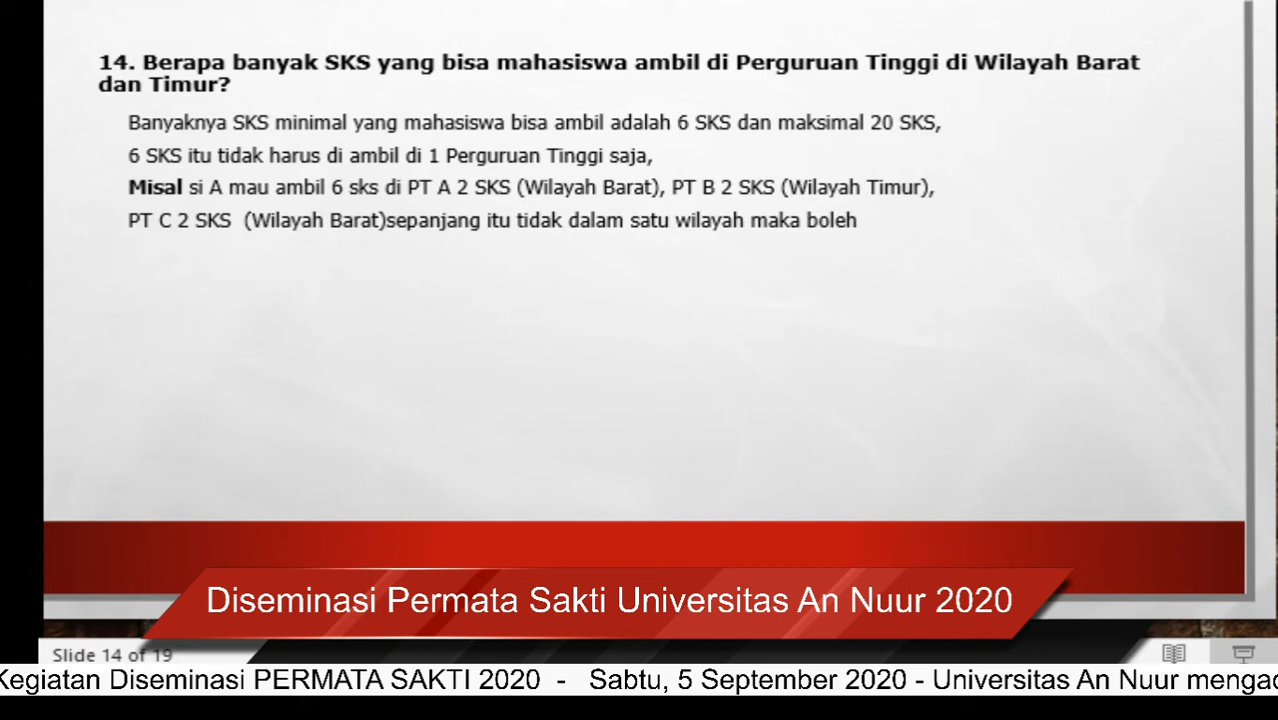 14. Berapa banyak SKS yang bisa mahasiswa ambil di Perguruan Tinggi di Wilayah Barat
dan Timur?
Banyaknya SKS minimal yang mahasiswa bisa ambil adalah 6 SKS dan maksimal 20 SKS,
6 SKS itu tidak harus di ambil di 1 Perguruan Tinggi saja,
Misal si A mau ambil 6 sks di PT A 2 SKS (Wilayah Barat), PT B 2 SKS (Wilayah Timur),
PT C 2 SKS (Wilayah Barat)sepanjang itu tidak dalam satu wilayah maka boleh
Diseminasi Permata Sakti Universitas An Nuur 2020
Slide 14 of 19
Kegiatan Diseminasi PERMATA SAKTI 2020 - Sabtu, 5 September 2020 - Universitas An Nuur mengad